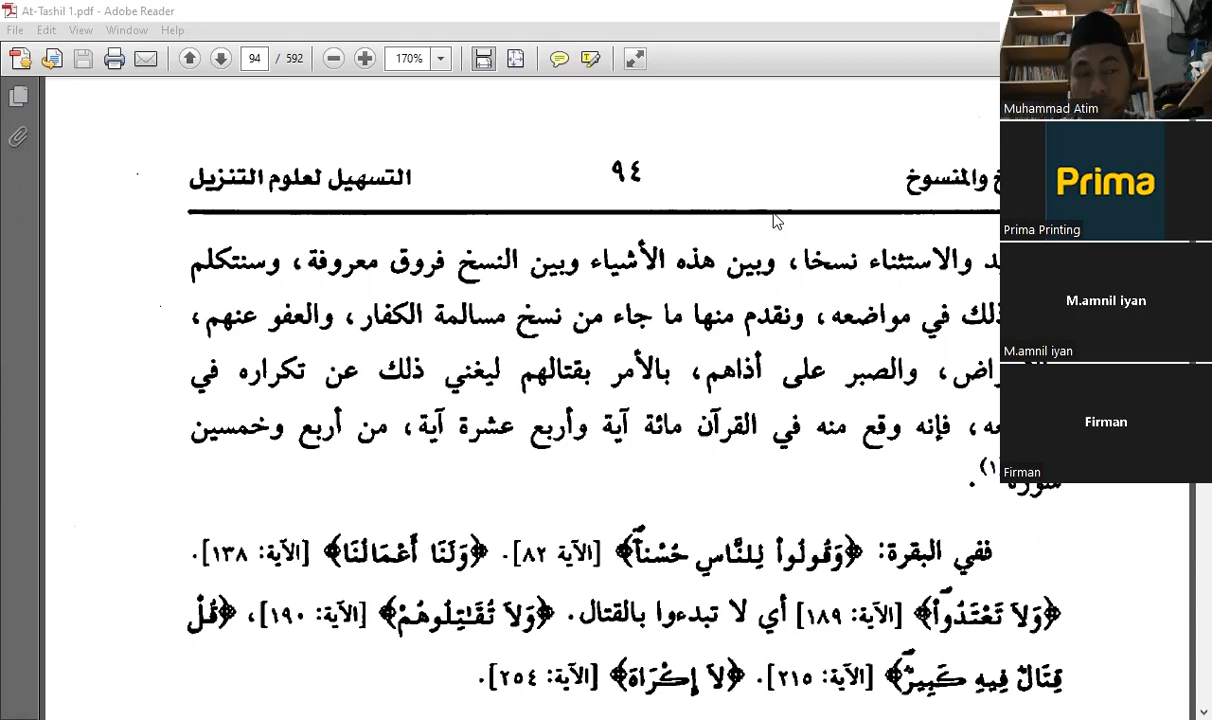 At-Tashil 1.pdf - Adobe Reader
File Edit View Window Help
94 / 592 170%
والمنسوخ ٩٤ التسهيل لعلوم التنزيل
والاستثناء نسخا، وبين هذه الأشياء وبين النسخ فروق معروفة، وسنتكلم
في مواضعه، ونقدم منها ما جاء من نسخ مسالمة الكفار، والعفو عنهم،
والصبر على أذاهم، بالأمر بقتالهم ليغني ذلك عن تكراره في
فإنه وقع منه في القرآن مائة آية وأربع عشرة آية، من أربع وخمسين
(١).
ففي البقرة: ﴿وَقُولُواْ لِلنَّاسِ حُسْناً﴾ [الآية ٨٢]. ﴿وَلَنَا أَعْمَالُنَا﴾ [الآية: ١٣٨].
﴿وَلاَ تَعْتَدُواْ﴾ [الآية: ١٨٩] أي لا تبدءوا بالقتال. ﴿وَلاَ تُقَـٰتِلُوهُمْ﴾ [الآية: ١٩٠]، ﴿قُلْ
قِتَالٌ فِيهِ كَبِيرٌ﴾ [الآية: ٢١٥]. ﴿لاَ إِكْرَاهَ﴾ [الآية: ٢٥٤].
Muhammad Atim
Prima
Prima Printing
M.amnil iyan
M.amnil iyan
Firman
Firman